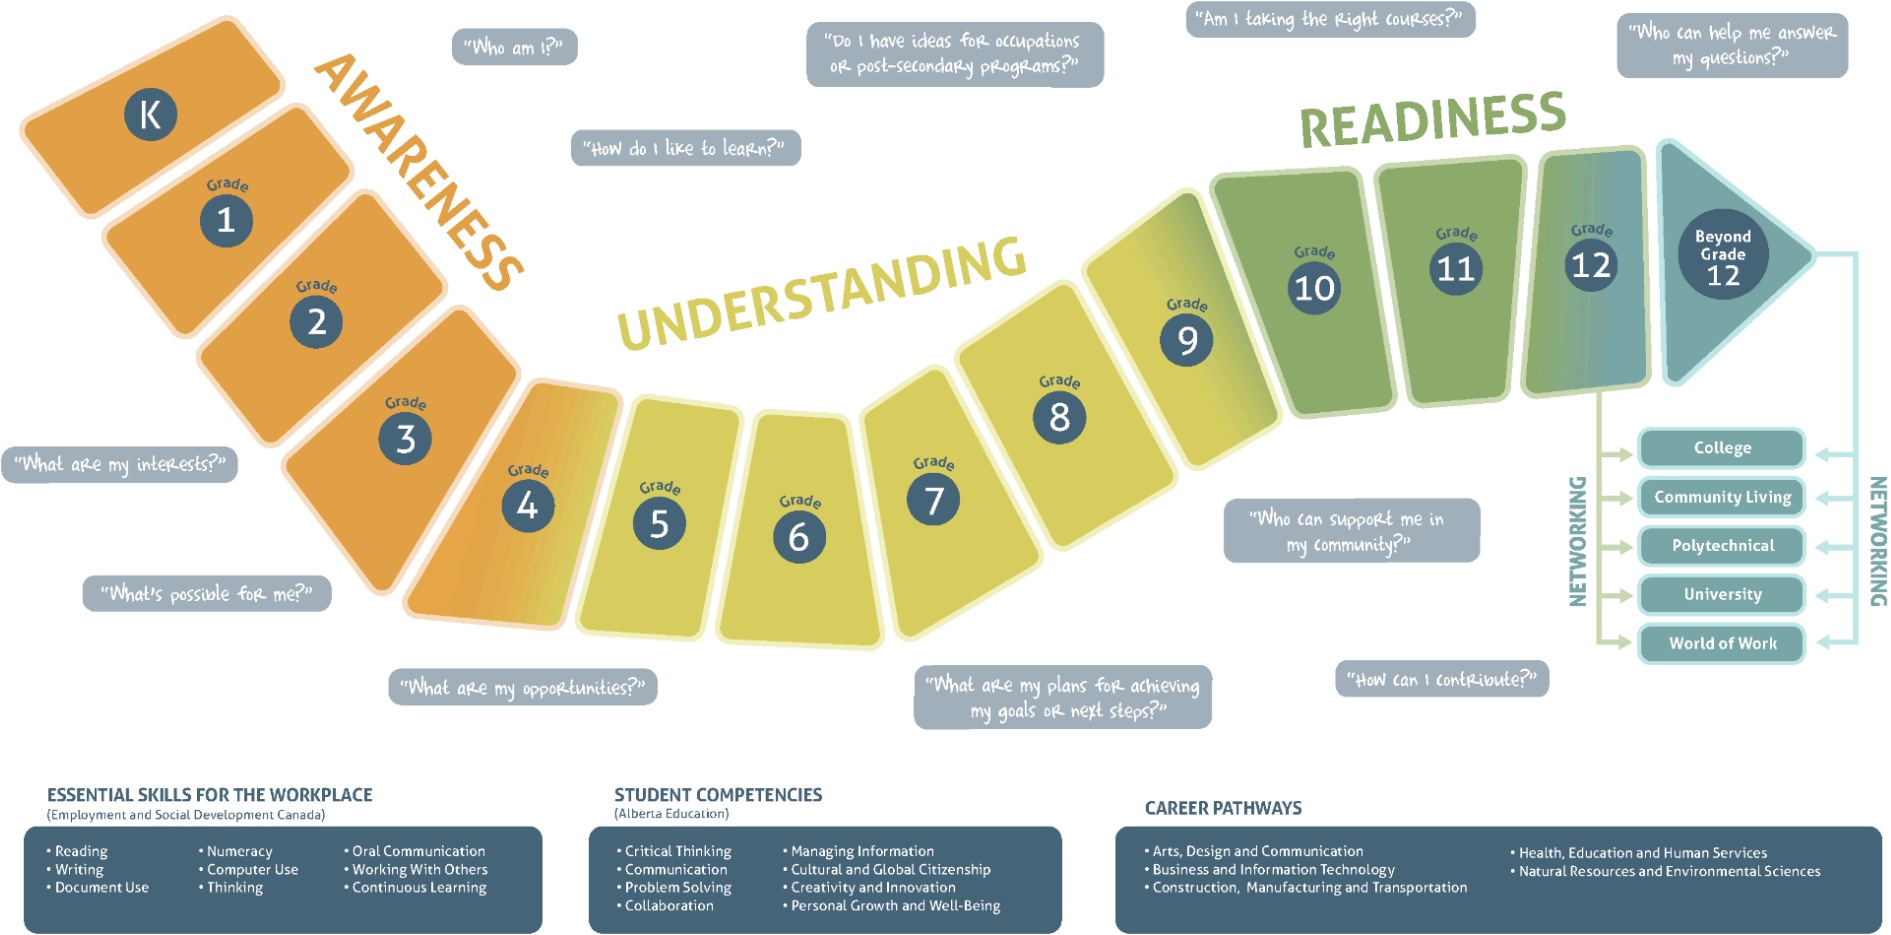 "Who am I?"
"Do I have ideas for occupations
or post-secondary programs?"
"Am I taking the right courses?"
"Who can help me answer
my questions?"
"How do I like to learn?"
AWARENESS
UNDERSTANDING
READINESS
K
Grade
1
Grade
2
Grade
3
Grade
4
Grade
5
Grade
6
Grade
7
Grade
8
Grade
9
Grade
10
Grade
11
Grade
12
Beyond
Grade
12
"What are my interests?"
"What's possible for me?"
"What are my opportunities?"
"What are my plans for achieving
my goals or next steps?"
"Who can support me in
my community?"
"How can I contribute?"
NETWORKING
College
Community Living
Polytechnical
University
World of Work
NETWORKING
ESSENTIAL SKILLS FOR THE WORKPLACE
(Employment and Social Development Canada)
• Reading
• Writing
• Document Use
• Numeracy
• Computer Use
• Thinking
• Oral Communication
• Working With Others
• Continuous Learning
STUDENT COMPETENCIES
(Alberta Education)
• Critical Thinking
• Communication
• Problem Solving
• Collaboration
• Managing Information
• Cultural and Global Citizenship
• Creativity and Innovation
• Personal Growth and Well-Being
CAREER PATHWAYS
• Arts, Design and Communication
• Business and Information Technology
• Construction, Manufacturing and Transportation
• Health, Education and Human Services
• Natural Resources and Environmental Sciences